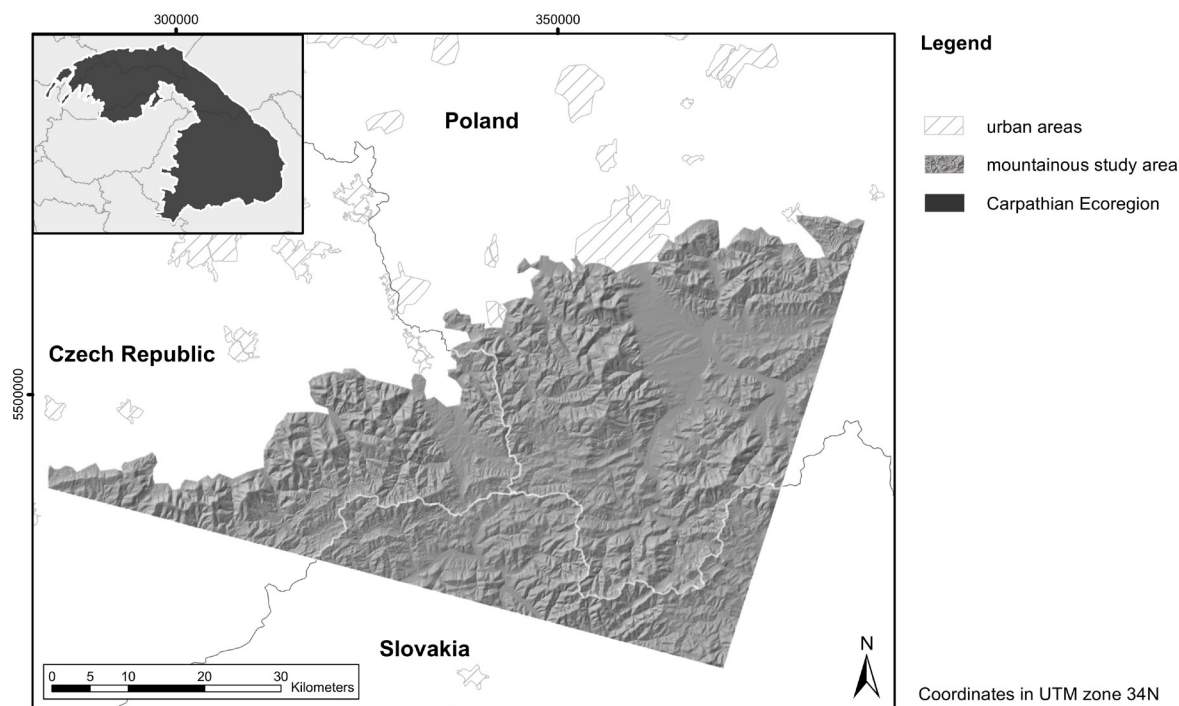 300000
350000
Legend
Poland
urban areas
mountainous study area
Carpathian Ecoregion
Czech Republic
5500000
Slovakia
N
0 5 10 20 30
Kilometers
Coordinates in UTM zone 34N